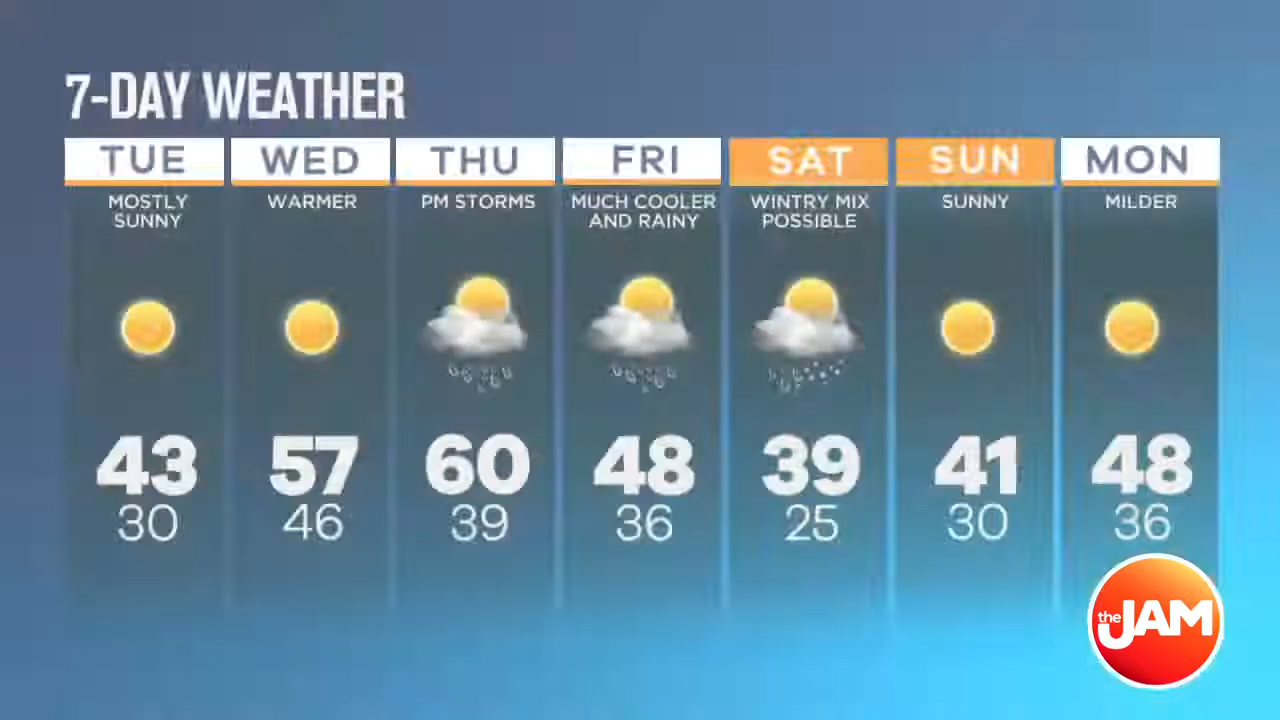 7-DAY WEATHER
TUE WED THU FRI SAT SUN MON
MOSTLY SUNNY
WARMER
PM STORMS
MUCH COOLER AND RAINY
WINTRY MIX POSSIBLE
SUNNY
MILDER
43 57 60 48 39 41 48
30 46 39 36 25 30 36
the JAM